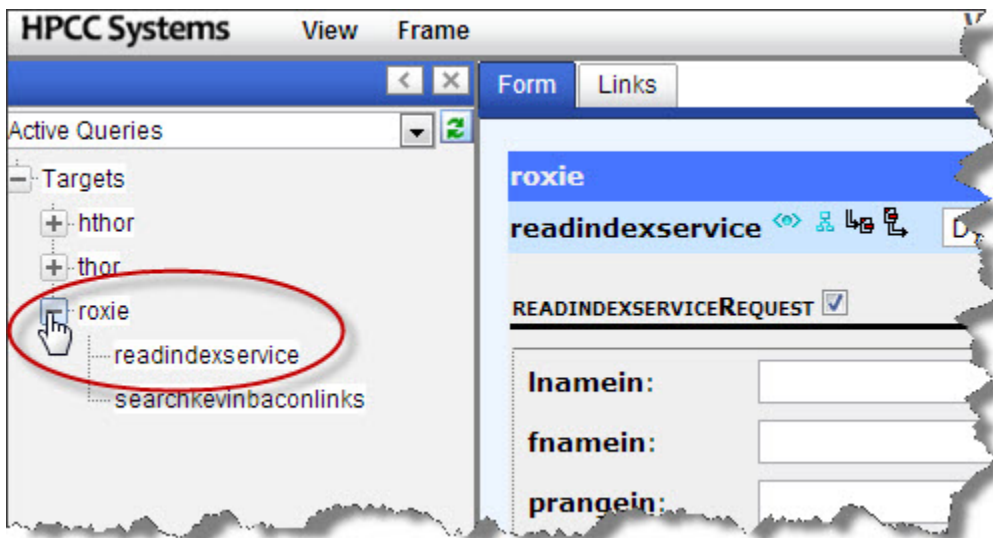 HPCC Systems View Frame
Form Links
Active Queries
Targets
hthor
thor
roxie
readindexservice
searchkevinbaconlinks
roxie
readindexservice
READINDEXSERVICEREQUEST
lnamein:
fnamein:
prangein: